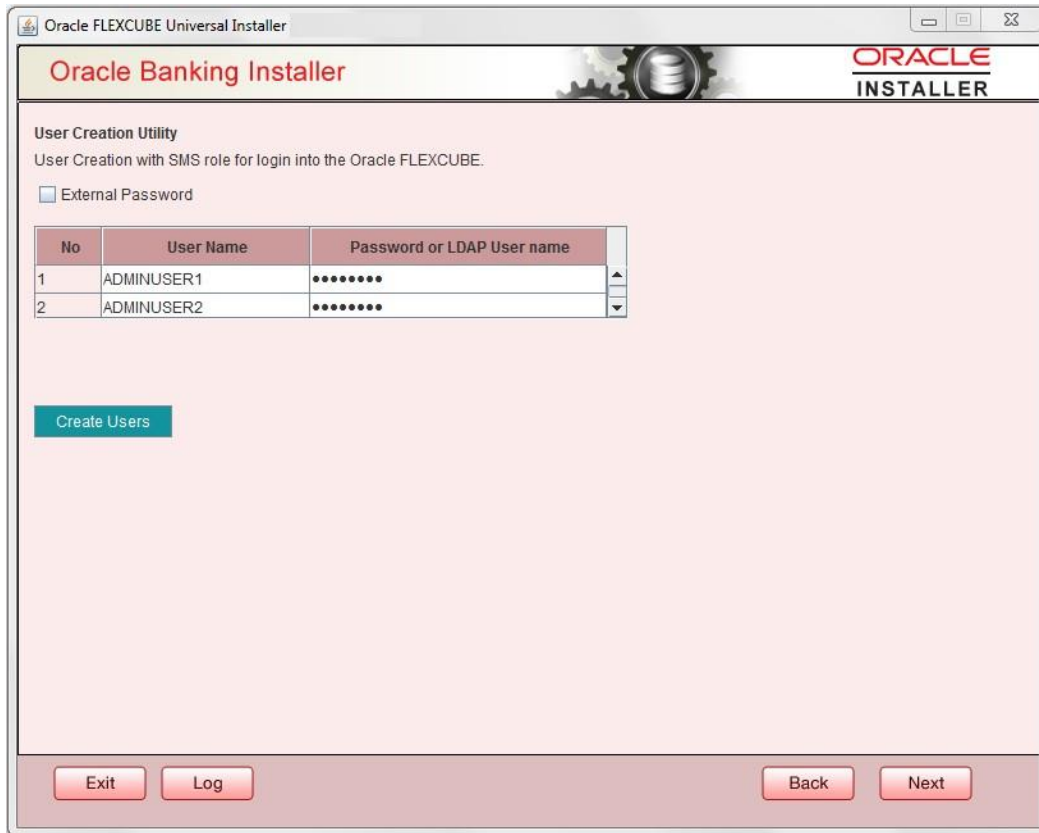 Oracle FLEXCUBE Universal Installer
Oracle Banking Installer
ORACLE
INSTALLER
User Creation Utility
User Creation with SMS role for login into the Oracle FLEXCUBE.
External Password
No User Name Password or LDAP User name
1 ADMINUSER1 ••••••••
2 ADMINUSER2 ••••••••
Create Users
Exit Log Back Next